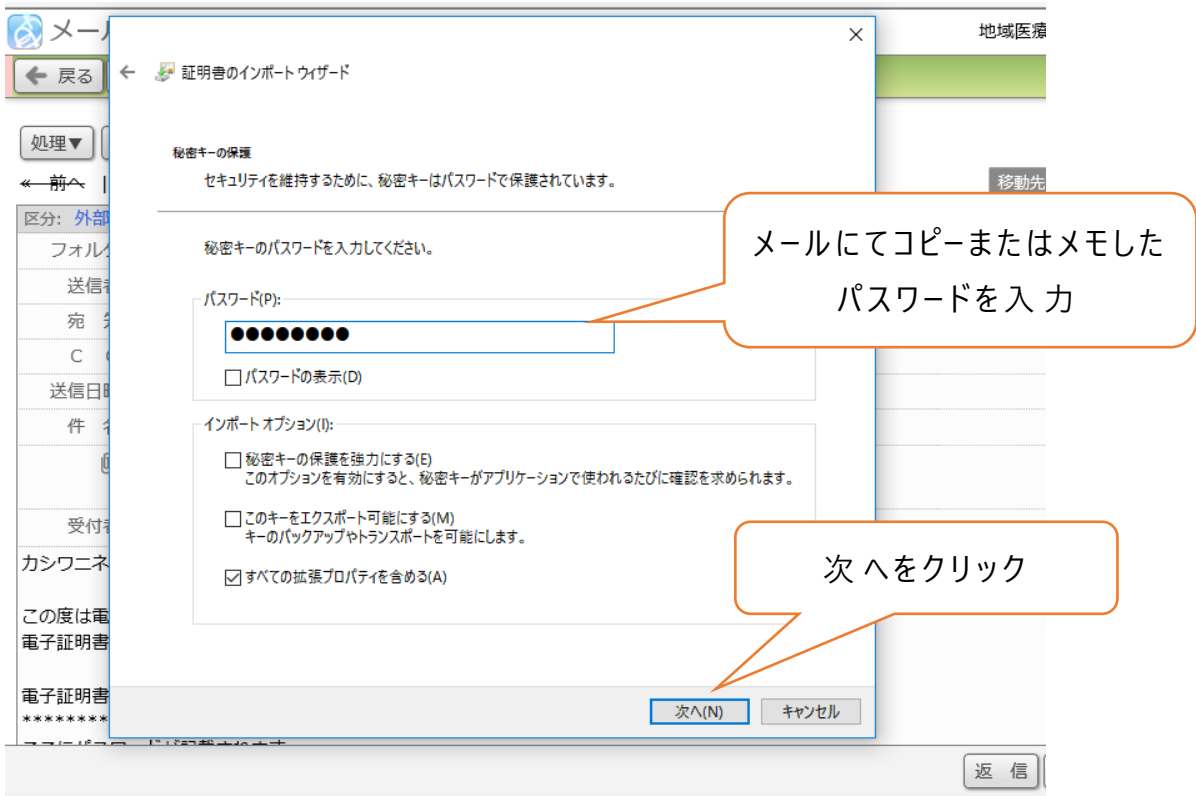 メール
地域医療
戻る
証明書のインポート ウィザード
処理▼
« 前へ |
移動先
秘密キーの保護
セキュリティを維持するために、秘密キーはパスワードで保護されています。
区分: 外部
フォルダ
送信者
宛
C
送信日時
件
受付者
秘密キーのパスワードを入力してください。
パスワード(P):
●●●●●●●●
パスワードの表示(D)
メールにてコピーまたはメモした
パスワードを入 力
インポート オプション(I):
秘密キーの保護を強力にする(E)
このオプションを有効にすると、秘密キーがアプリケーションで使われるたびに確認を求められます。
このキーをエクスポート可能にする(M)
キーのバックアップやトランスポートを可能にします。
すべての拡張プロパティを含める(A)
次 へをクリック
次へ(N)
キャンセル
カシワニネ
この度は電
電子証明書
電子証明書
********
返 信